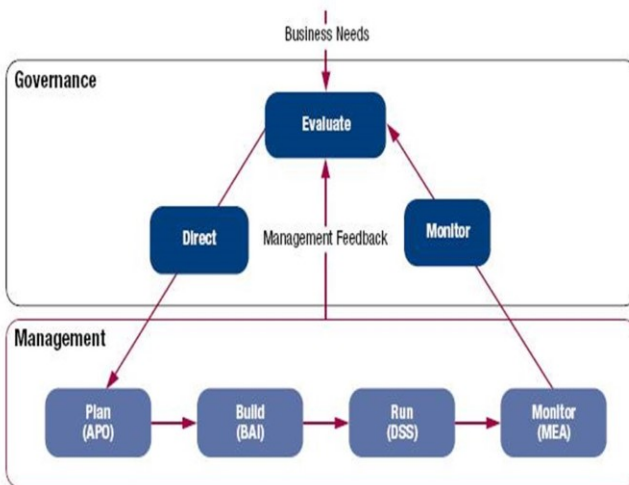 Business Needs
Governance
Evaluate
Direct
Management Feedback
Monitor
Management
Plan
(APO)
Build
(BAI)
Run
(DSS)
Monitor
(MEA)